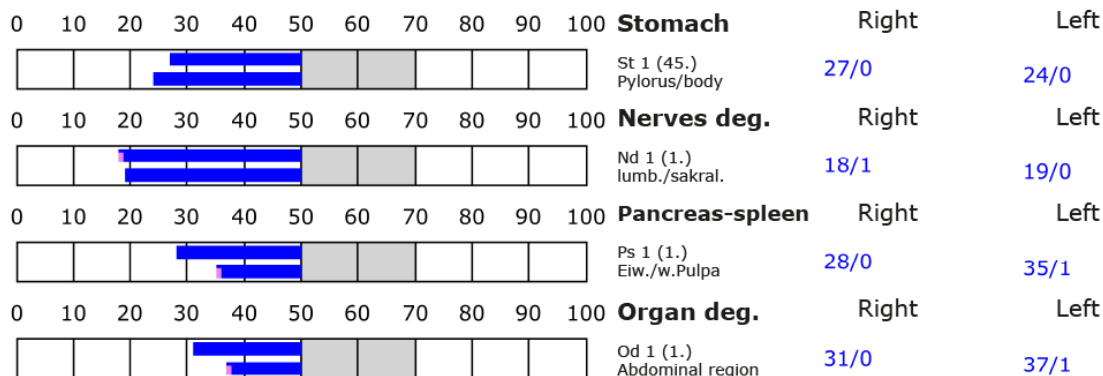 0 10 20 30 40 50 60 70 80 90 100 Stomach Right Left
St 1 (45.) 27/0 24/0
Pylorus/body
0 10 20 30 40 50 60 70 80 90 100 Nerves deg. Right Left
Nd 1 (1.) 18/1 19/0
lumb./sakral.
0 10 20 30 40 50 60 70 80 90 100 Pancreas-spleen Right Left
Ps 1 (1.) 28/0 35/1
Eiw./w.Pulpa
0 10 20 30 40 50 60 70 80 90 100 Organ deg. Right Left
Od 1 (1.) 31/0 37/1
Abdominal region